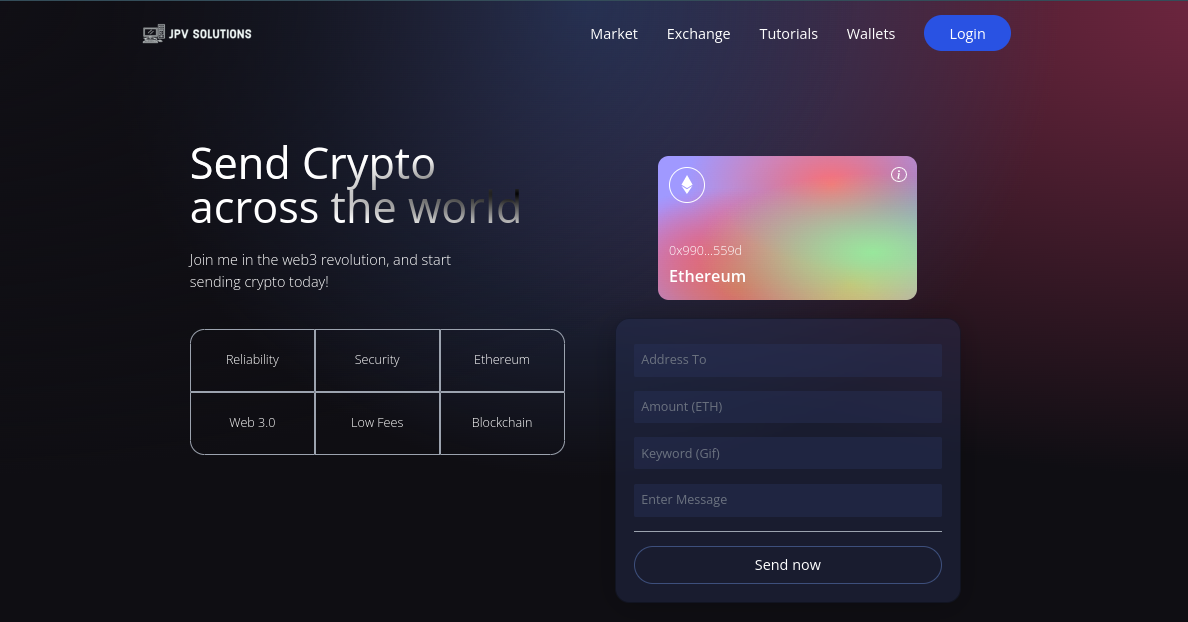 JPV SOLUTIONS
Market
Exchange
Tutorials
Wallets
Login
Send Crypto
across the world
Join me in the web3 revolution, and start
sending crypto today!
Reliability
Security
Ethereum
Web 3.0
Low Fees
Blockchain
0x990...559d
Ethereum
Address To
Amount (ETH)
Keyword (Gif)
Enter Message
Send now